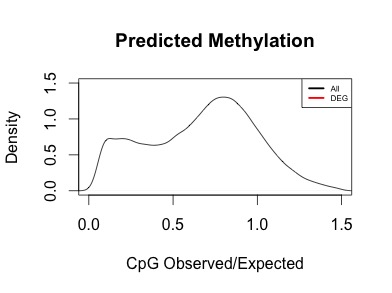 Predicted Methylation
Density
1.5
1.0
0.5
0.0
All
DEG
0.0 0.5 1.0 1.5
CpG Observed/Expected